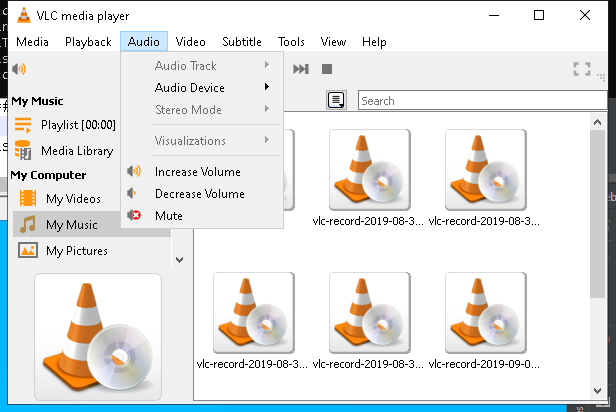 VLC media player
Media Playback Audio Video Subtitle Tools View Help
Audio Track
Audio Device
Stereo Mode
Visualizations
Increase Volume
Decrease Volume
Mute
Search
My Music
Playlist [00:00]
Media Library
My Computer
My Videos
My Music
My Pictures
vlc-record-2019-08-3... vlc-record-2019-08-3...
vlc-record-2019-08-3... vlc-record-2019-08-3... vlc-record-2019-09-0...